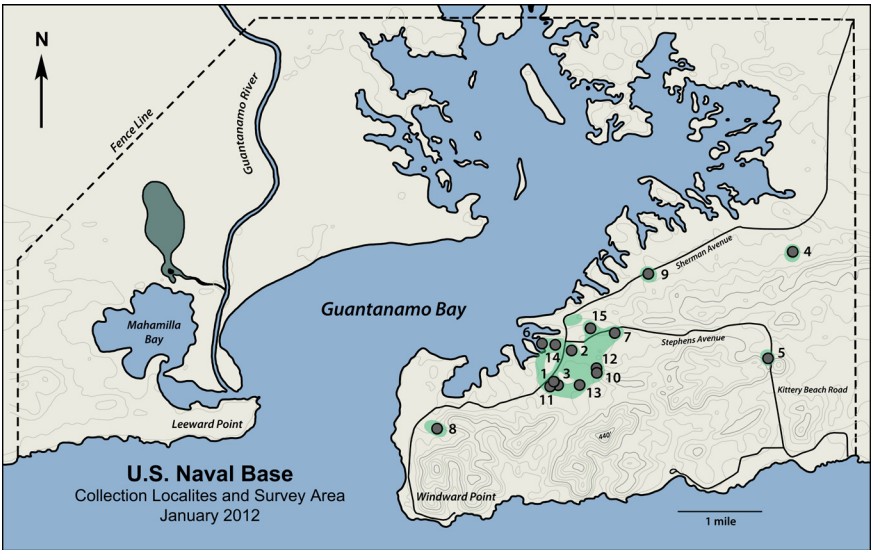 N
Fence Line
Guantanamo River
4
Sherman Avenue
9
Guantanamo Bay
Mahamilla
Bay
15
6
7
Stephens Avenue
14
2
5
12
1
3
10
Kittery Beach Road
11
13
Leeward Point
8
440'
U.S. Naval Base
Collection Localites and Survey Area
January 2012
Windward Point
1 mile